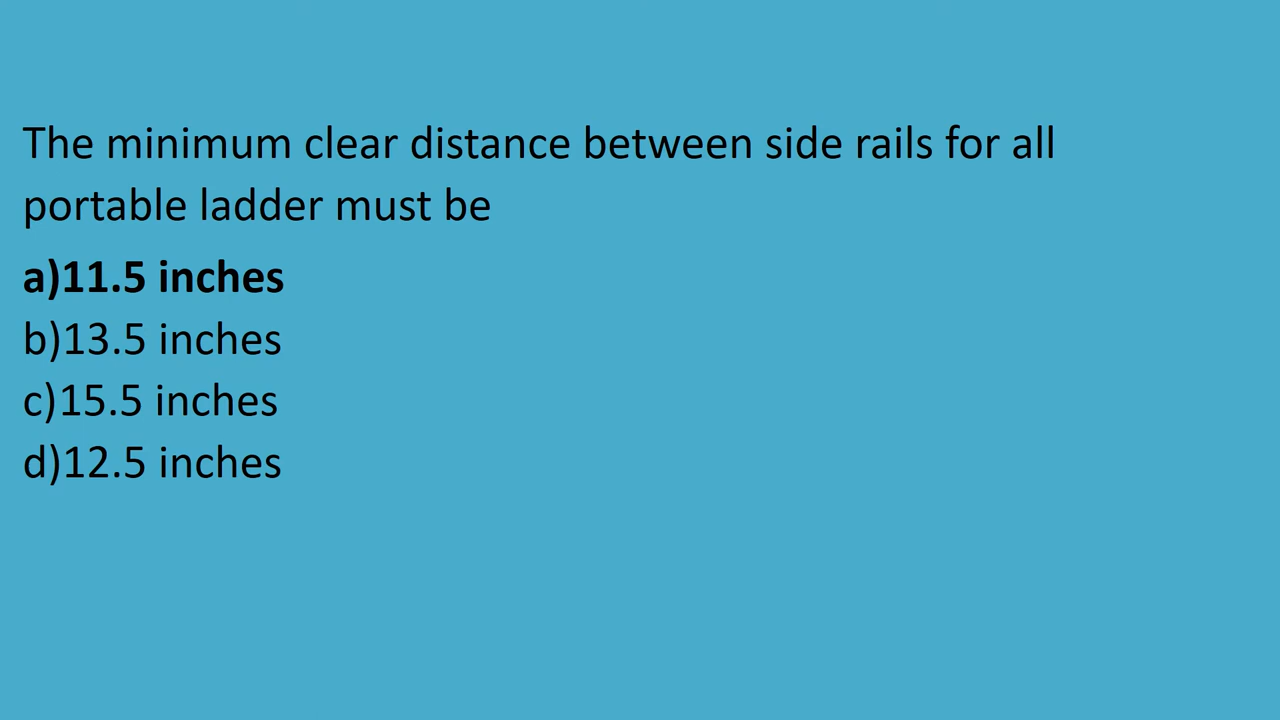 The minimum clear distance between side rails for all
portable ladder must be
a)11.5 inches
b)13.5 inches
c)15.5 inches
d)12.5 inches